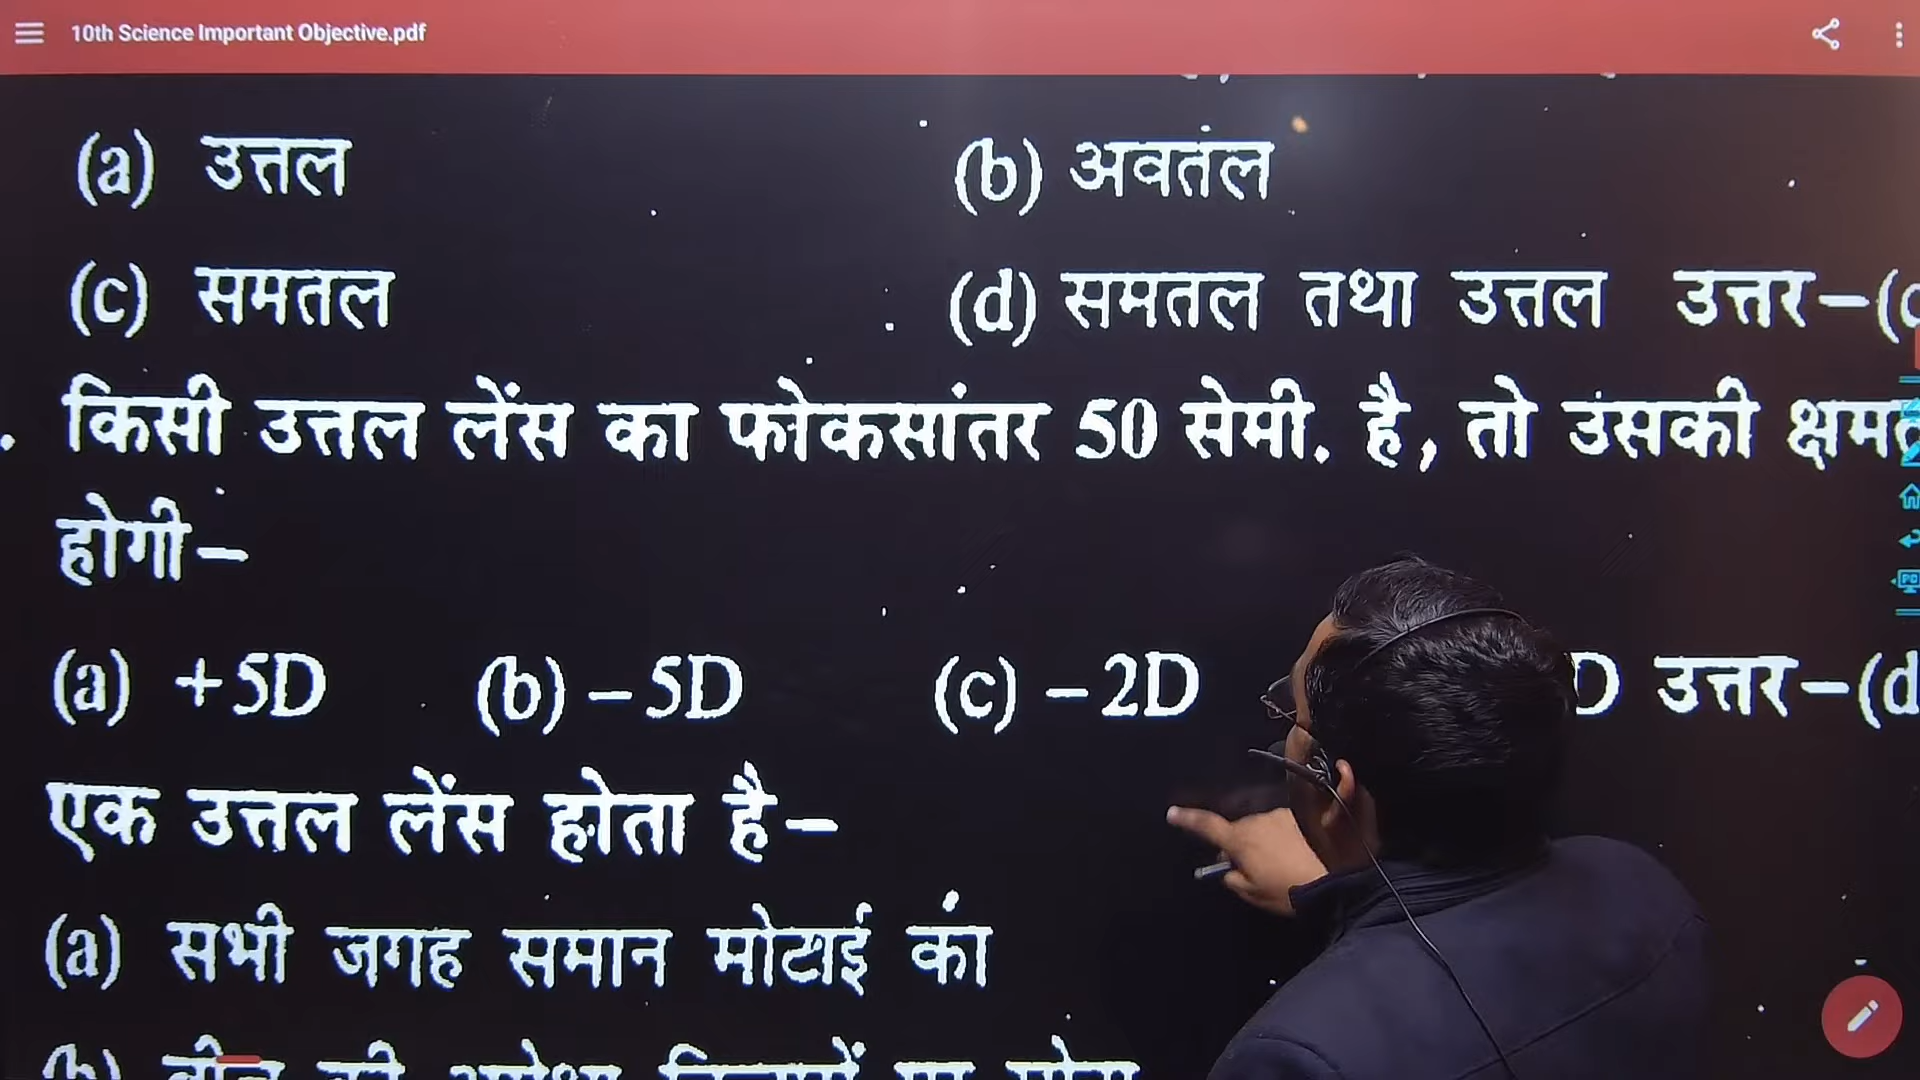 10th Science Important Objective.pdf
(a) उत्तल (b) अवतल
(c) समतल (d) समतल तथा उत्तल उत्तर–(
किसी उत्तल लेंस का फोकसांतर 50 सेमी. है, तो उसकी
होगी–
(a) +5D (b) –5D (c) –2D D उत्तर–(d
एक उत्तल लेंस होता है–
(a) सभी जगह समान मोटाई का